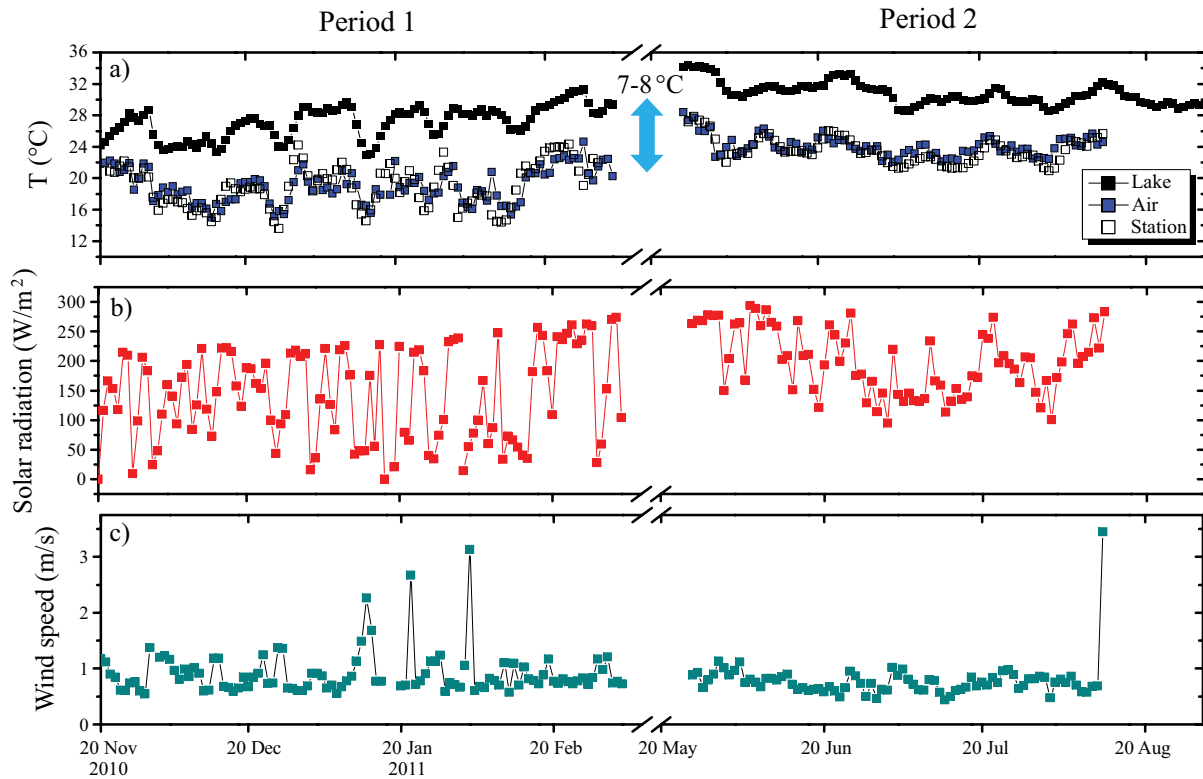 Period 1
Period 2
a)
7-8 °C
T (°C)
36
32
28
24
20
16
12
Lake
Air
Station
b)
Solar radiation (W/m²)
300
250
200
150
100
50
0
c)
Wind speed (m/s)
3
2
1
0
20 Nov
2010
20 Dec
20 Jan
2011
20 Feb
20 May
20 Jun
20 Jul
20 Aug